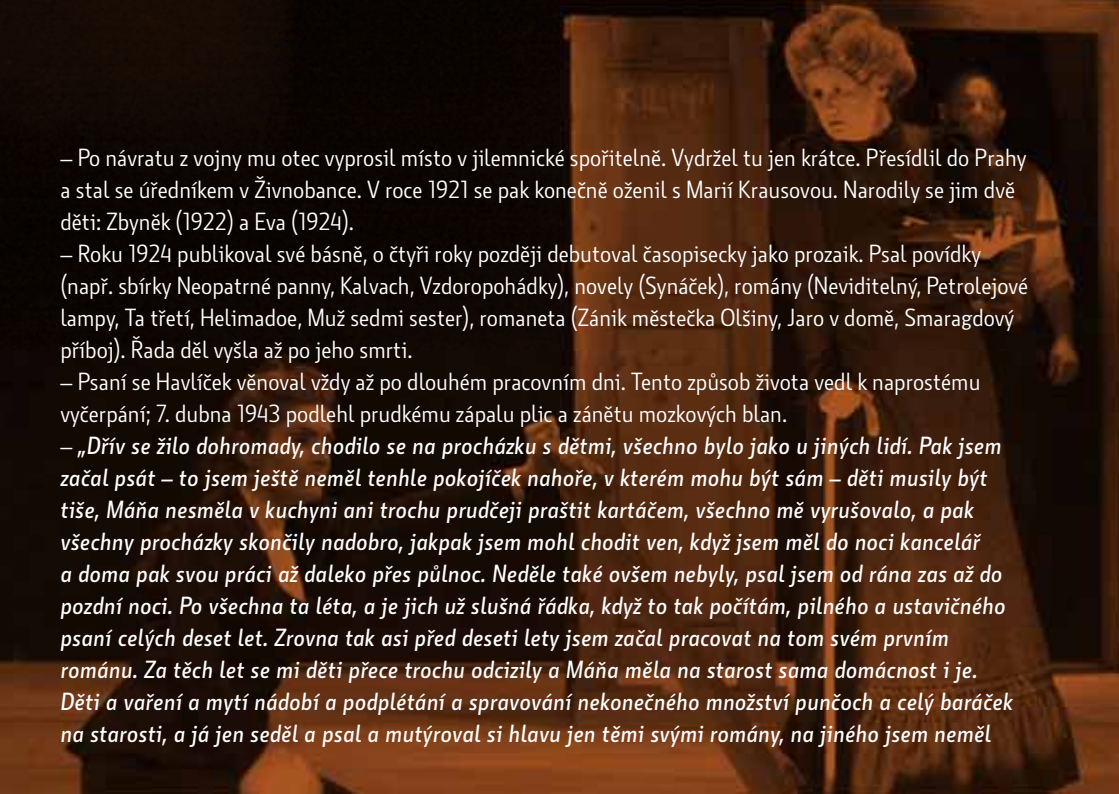 – Po návratu z vojny mu otec vyprosil místo v jilemnické spořitelně. Vydržel tu jen krátce. Přesídlil do Prahy
a stal se úředníkem v Živnobance. V roce 1921 se pak konečně oženil s Marií Krausovou. Narodily se jim dvě
děti: Zbyněk (1922) a Eva (1924).
– Roku 1924 publikoval své básně, o čtyři roky později debutoval časopisecky jako prozaik. Psal povídky
(např. sbírky Neopatrné panny, Kalvach, Vzdoropohádky), novely (Synáček), romány (Neviditelný, Petrolejové
lampy, Ta třetí, Helimadoe, Muž sedmi sester), romaneta (Zánik městečka Olšiny, Jaro v domě, Smaragdový
příboj). Řada děl vyšla až po jeho smrti.
– Psaní se Havlíček věnoval vždy až po dlouhém pracovním dni. Tento způsob života vedl k naprostému
vyčerpání; 7. dubna 1943 podlehl prudkému zápalu plic a zánětu mozkových blan.
– „Dřív se žilo dohromady, chodilo se na procházku s dětmi, všechno bylo jako u jiných lidí. Pak jsem
začal psát – to jsem ještě neměl tenhle pokojíček nahoře, v kterém mohu být sám – děti musily být
tiše, Máňa nesměla v kuchyni ani trochu prudčeji praštit kartáčem, všechno mě vyrušovalo, a pak
všechny procházky skončily nadobro, jakpak jsem mohl chodit ven, když jsem měl do noci kancelář
a doma pak svou práci až daleko přes půlnoc. Neděle také ovšem nebyly, psal jsem od rána zas až do
pozdní noci. Po všechna ta léta, a je jich už slušná řádka, když to tak počítám, pilného a ustavičného
psaní celých deset let. Zrovna tak asi před deseti lety jsem začal pracovat na tom svém prvním
románu. Za těch let se mi děti přece trochu odcizily a Máňa měla na starost sama domácnost i je.
Děti a vaření a mytí nádobí a podplétání a spravování nekonečného množství punčoch a celý baráček
na starosti, a já jen seděl a psal a mutýroval si hlavu jen těmi svými romány, na jiného jsem neměl